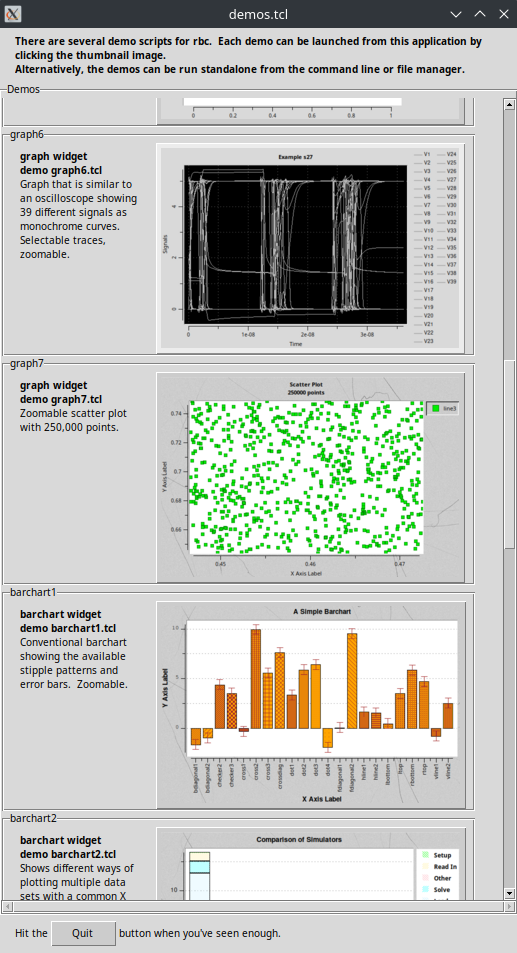 demos.tcl
There are several demo scripts for rbc. Each demo can be launched from this application by
clicking the thumbnail image.
Alternatively, the demos can be run standalone from the command line or file manager.
Demos
0 0.2 0.4 0.6 0.8 1
graph6
graph widget
demo graph6.tcl
Graph that is similar to
an oscilloscope showing
39 different signals as
monochrome curves.
Selectable traces,
zoomable.
Example s27
Signals
4
2
0
0 1e-08 2e-08 3e-08
Time
V1 V24
V2 V25
V3 V26
V4 V27
V5 V28
V6 V29
V7 V30
V8 V31
V9 V32
V10 V33
V11 V34
V12 V35
V13 V36
V14 V37
V15 V38
V16 V39
V17
V18
V19
V20
V21
V22
V23
graph7
graph widget
demo graph7.tcl
Zoomable scatter plot
with 250,000 points.
Scatter Plot
250000 points
line3
Y Axis Label
0.74
0.72
0.7
0.68
0.66
0.45 0.46 0.47
X Axis Label
barchart1
barchart widget
demo barchart1.tcl
Conventional barchart
showing the available
stipple patterns and
error bars. Zoomable.
A Simple Barchart
Y Axis Label
10
5
0
bdiagonal1
bdiagonal2
checker2
checker3
cross1
cross2
cross3
crossdiag
dot1
dot2
dot3
dot4
fdiagonal1
fdiagonal2
hline1
hline2
lbottom
ltop
rbottom
rtop
vline1
vline2
X Axis Label
barchart2
barchart widget
demo barchart2.tcl
Shows different ways of
plotting multiple data
sets with a common X
Comparison of Simulators
10
Setup
Read In
Other
Solve
Hit the Quit button when you've seen enough.